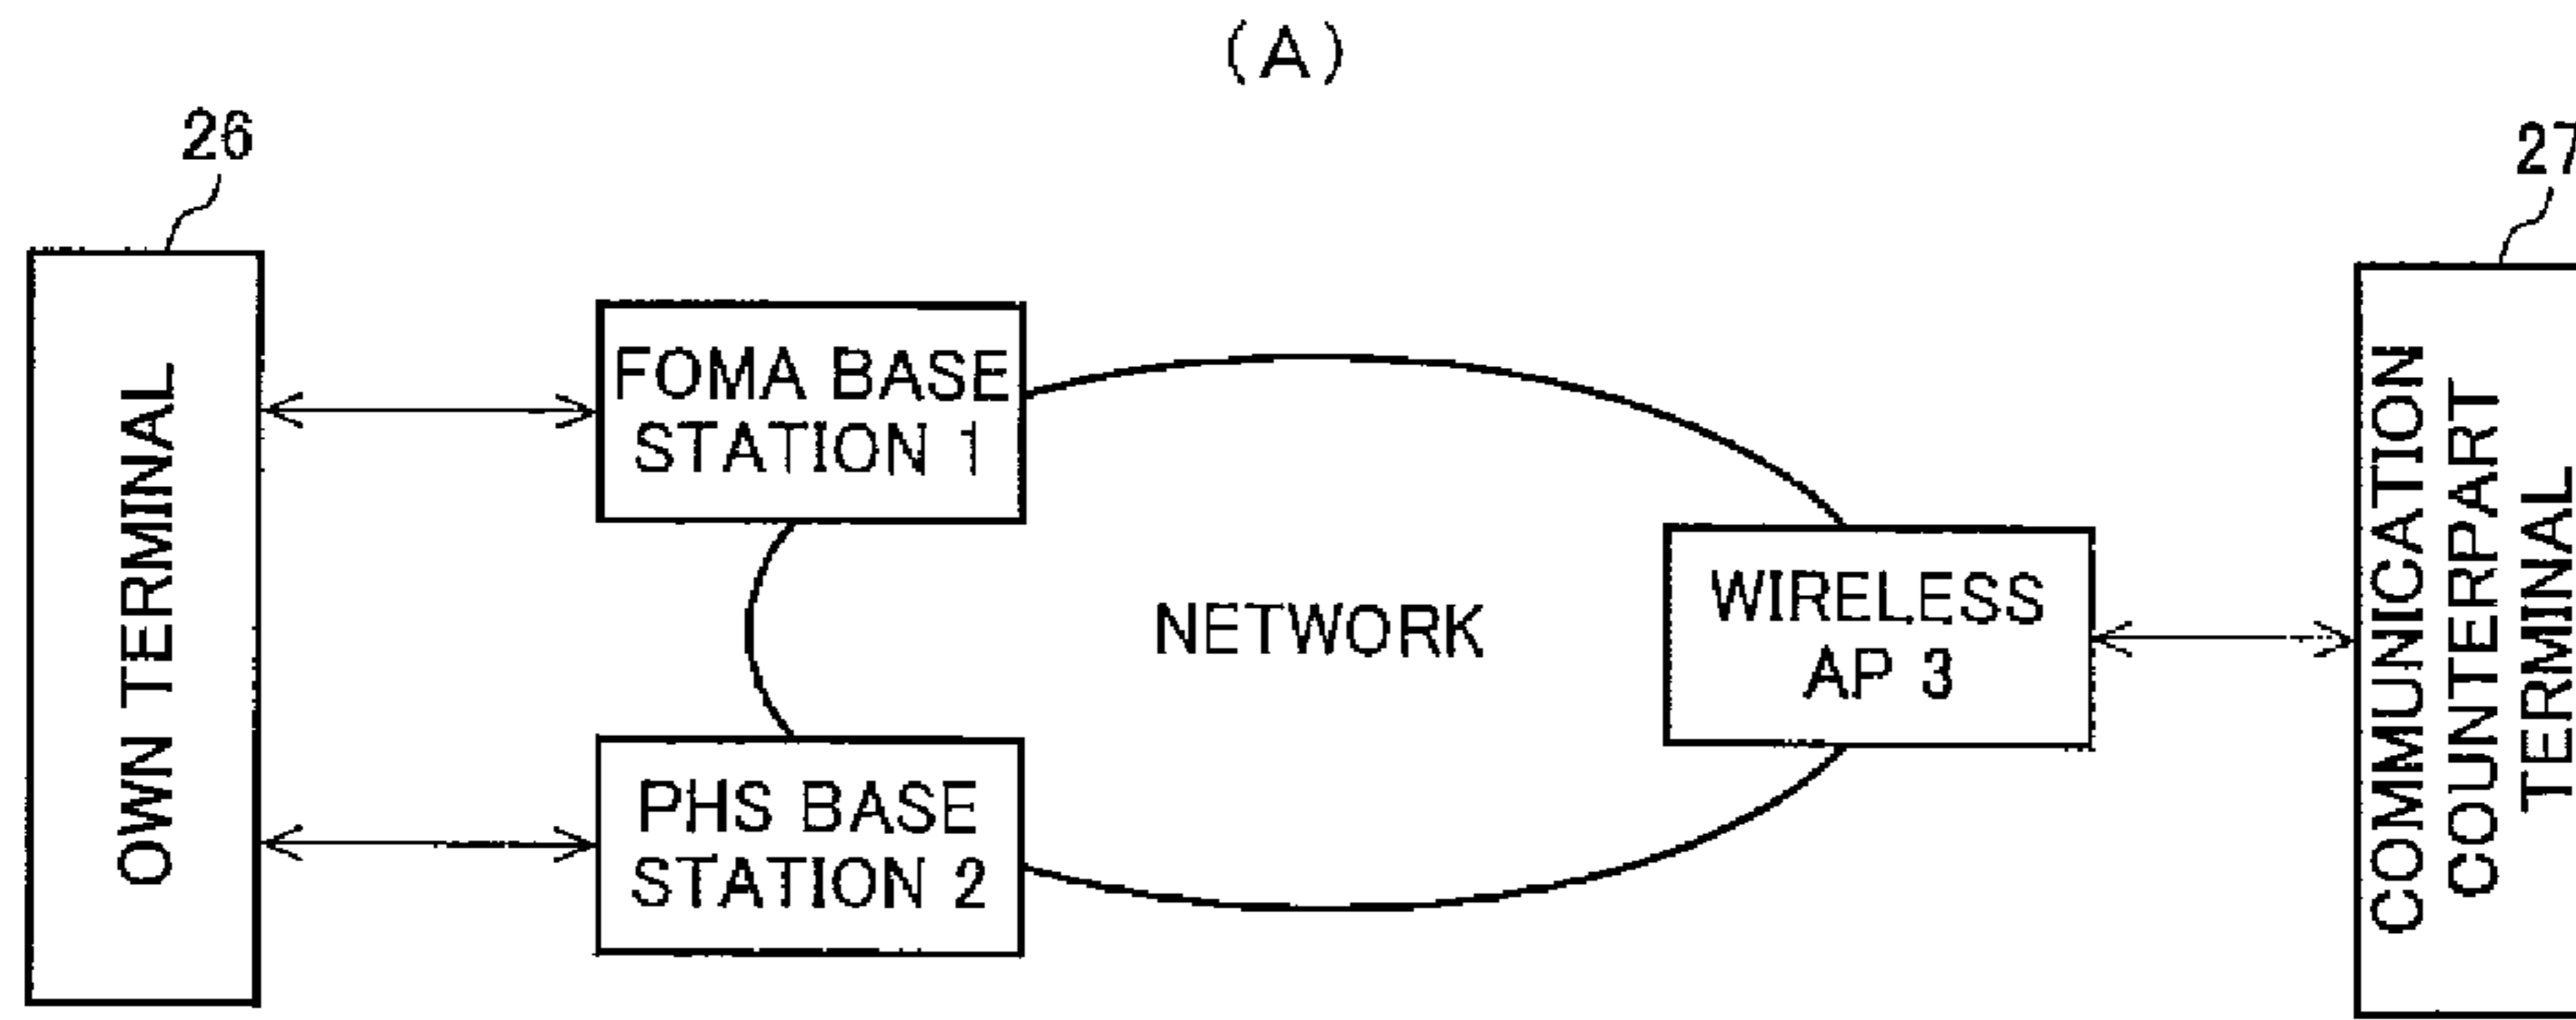 (A)
26
27
OWN TERMINAL
FOMA BASE
STATION 1
NETWORK
WIRELESS
AP 3
PHS BASE
STATION 2
COMMUNICATION
COUNTERPART
TERMINAL